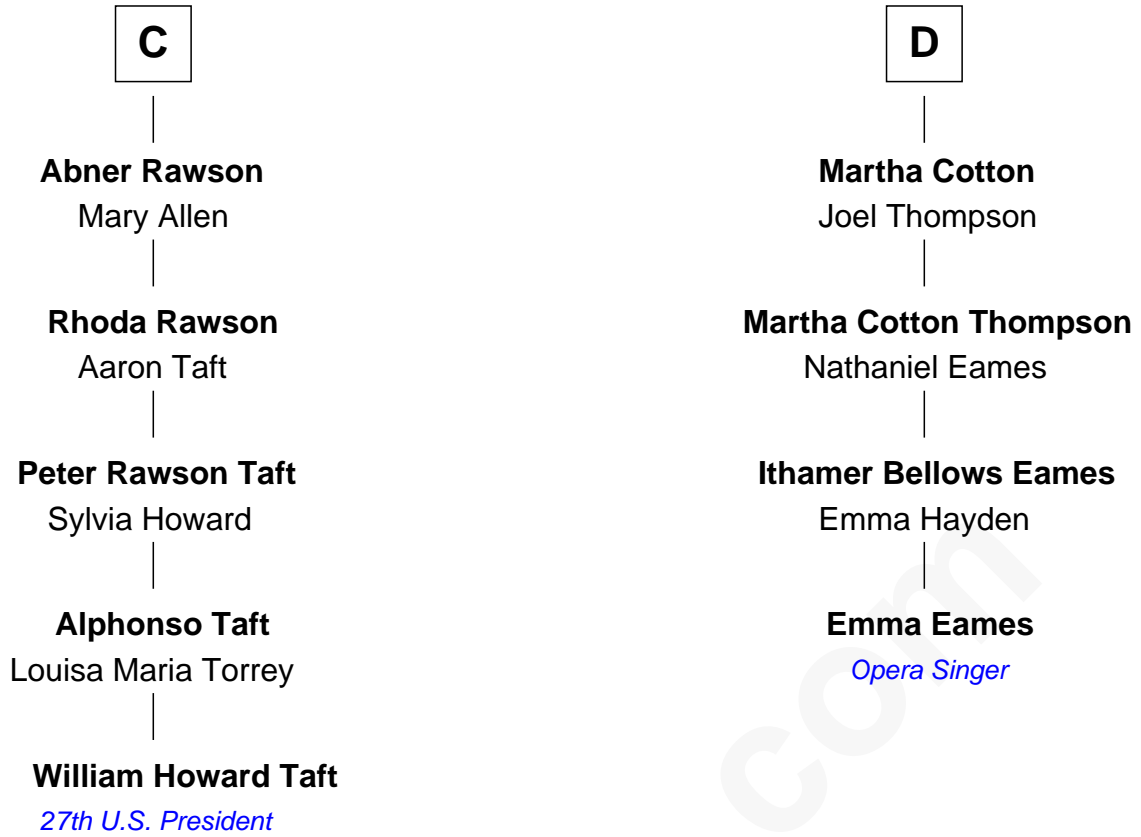 C
Abner Rawson
Mary Allen
Rhoda Rawson
Aaron Taft
Peter Rawson Taft
Sylvia Howard
Alphonso Taft
Louisa Maria Torrey
William Howard Taft
27th U.S. President
D
Martha Cotton
Joel Thompson
Martha Cotton Thompson
Nathaniel Eames
Ithamer Bellows Eames
Emma Hayden
Emma Eames
Opera Singer
com